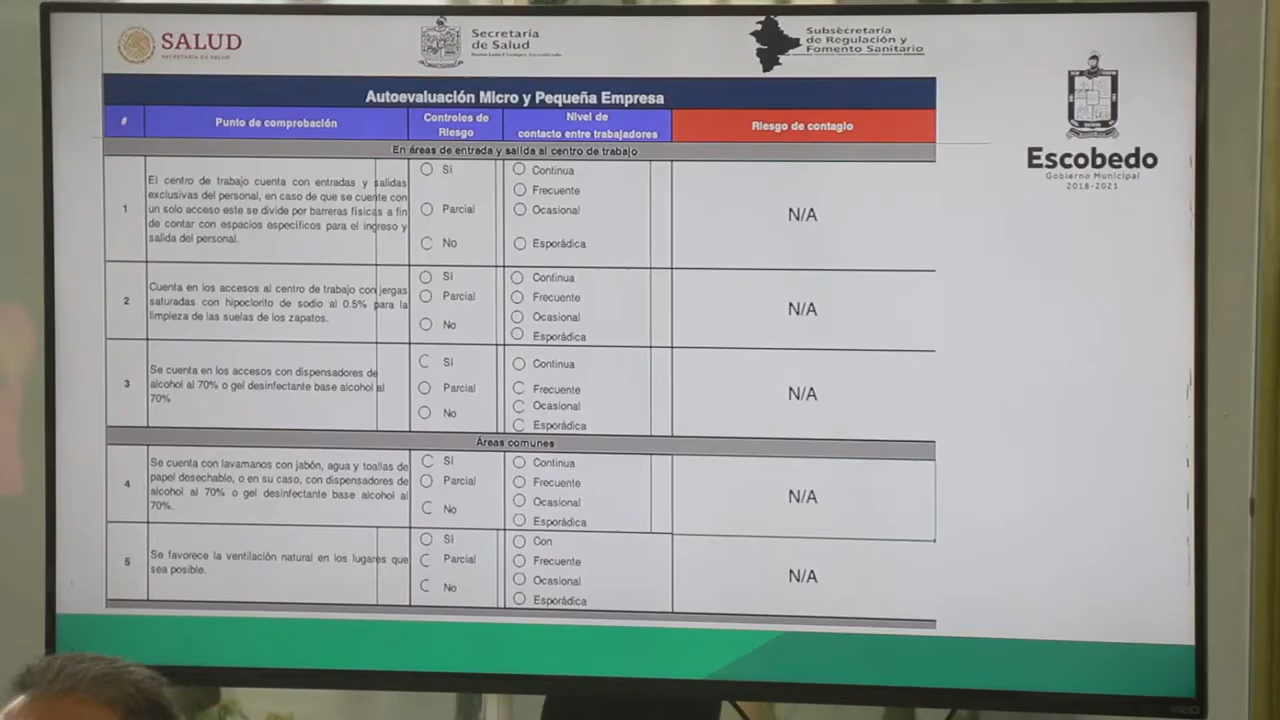 SALUD
SECRETARÍA DE SALUD
Secretaría
de Salud
Subsecretaria
de Regulación y
Fomento Sanitario
Escobedo
Gobierno Municipal
2018-2021
Autoevaluación Micro y Pequeña Empresa
#
Punto de comprobación
Controles de
Riesgo
Nivel de
contacto entre trabajadores
Riesgo de contagio
En áreas de entrada y salida al centro de trabajo
1
El centro de trabajo cuenta con entradas y salidas
exclusivas del personal, en caso de que se cuente con
un solo acceso este se divide por barreras físicas a fin
de contar con espacios específicos para el ingreso y
salida del personal.
Sí
Parcial
No
Continua
Frecuente
Ocasional
Esporádica
N/A
2
Cuenta en los accesos al centro de trabajo con jergas
saturadas con hipoclorito de sodio al 0.5% para la
limpieza de las suelas de los zapatos.
Sí
Parcial
No
Continua
Frecuente
Ocasional
Esporádica
N/A
3
Se cuenta en los accesos con dispensadores de
alcohol al 70% o gel desinfectante base alcohol al
70%
Sí
Parcial
No
Continua
Frecuente
Ocasional
Esporádica
N/A
Áreas comunes
4
Se cuenta con lavamanos con jabón, agua y toallas de
papel desechable, o en su caso, con dispensadores de
alcohol al 70% o gel desinfectante base alcohol al
70%.
Sí
Parcial
No
Continua
Frecuente
Ocasional
Esporádica
N/A
5
Se favorece la ventilación natural en los lugares que
sea posible.
Sí
Parcial
No
Con
Frecuente
Ocasional
Esporádica
N/A
VIZIO